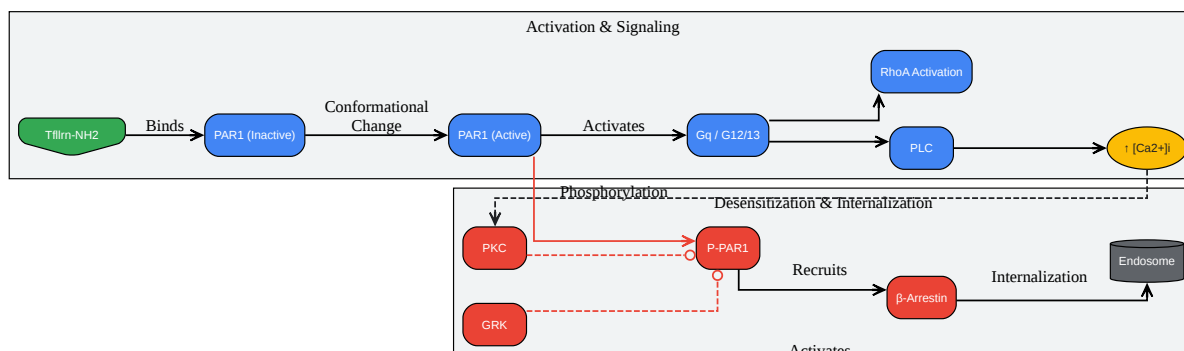 Activation & Signaling
RhoA Activation
Tfllrn-NH2
Binds
PAR1 (Inactive)
Conformational
Change
PAR1 (Active)
Activates
Gq / G12/13
PLC
↑ [Ca2+]i
Phosphorylation
Desensitization & Internalization
PKC
P-PAR1
Recruits
β-Arrestin
Internalization
Endosome
GRK
Activates